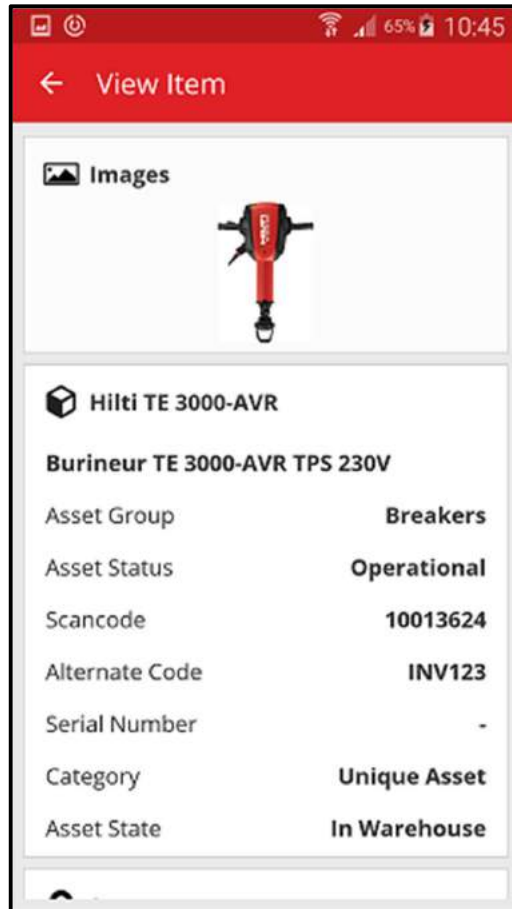 65% 10:45
View Item
Images
Hilti TE 3000-AVR
Burineur TE 3000-AVR TPS 230V
Asset Group Breakers
Asset Status Operational
Scancode 10013624
Alternate Code INV123
Serial Number -
Category Unique Asset
Asset State In Warehouse